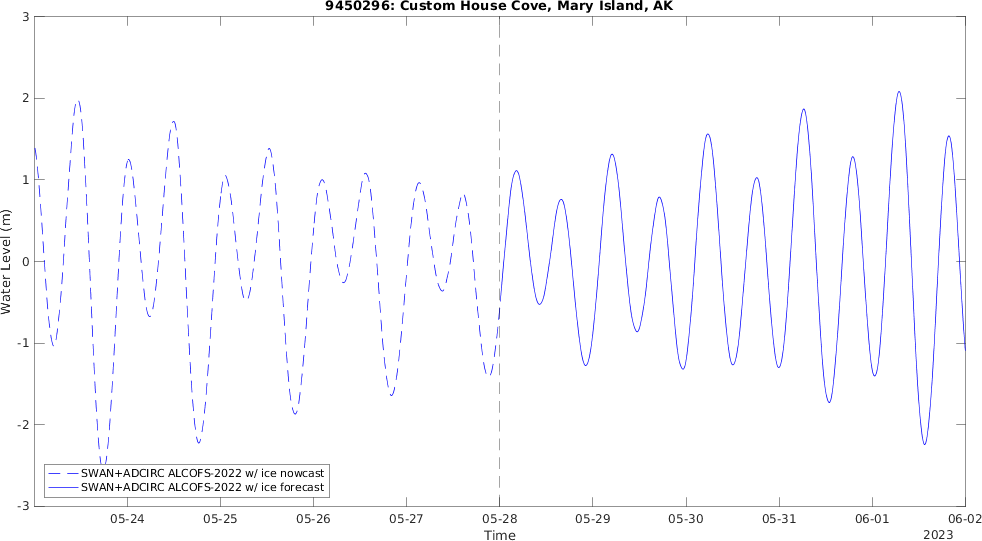 9450296: Custom House Cove, Mary Island, AK
3
2
1
0
-1
-2
-3
Water Level (m)
SWAN+ADCIRC ALCOFS-2022 w/ ice nowcast
SWAN+ADCIRC ALCOFS-2022 w/ ice forecast
05-24 05-25 05-26 05-27 05-28 05-29 05-30 05-31 06-01 06-02
Time
2023